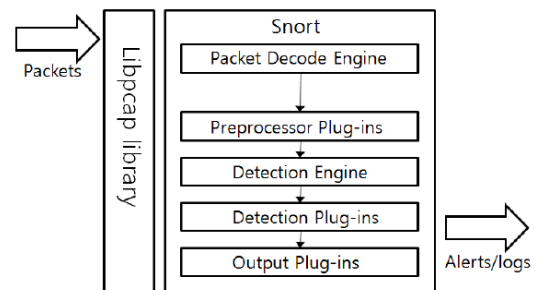 Snort
Packets
Libpcap library
Packet Decode Engine
Preprocessor Plug-ins
Detection Engine
Detection Plug-ins
Output Plug-ins
Alerts/logs